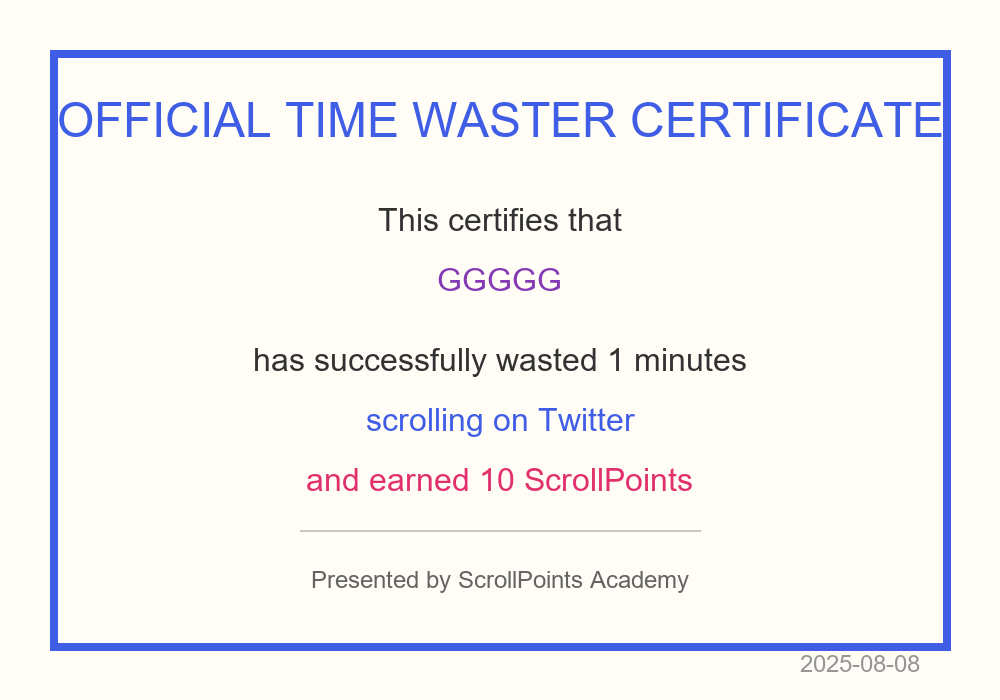 OFFICIAL TIME WASTER CERTIFICATE
This certifies that
GGGGG
has successfully wasted 1 minutes
scrolling on Twitter
and earned 10 ScrollPoints
Presented by ScrollPoints Academy
2025-08-08